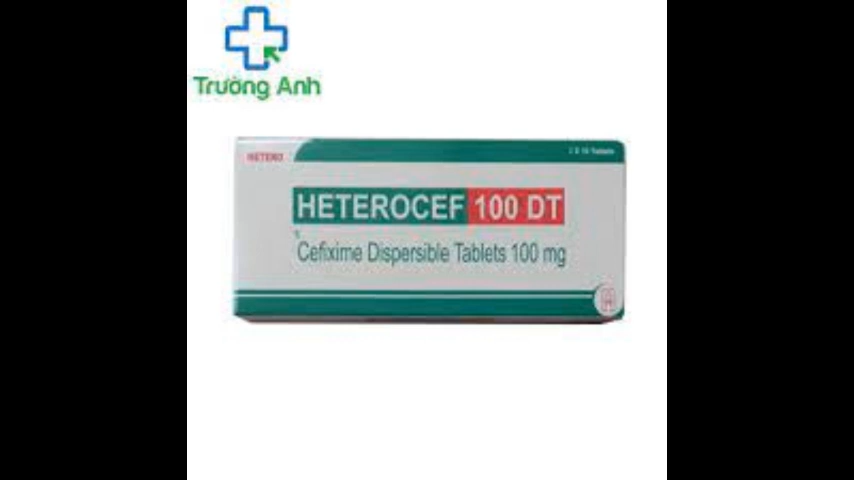 Trường Anh
HETERO
HETEROCEF 100 DT
Cefixime Dispersible Tablets 100 mg